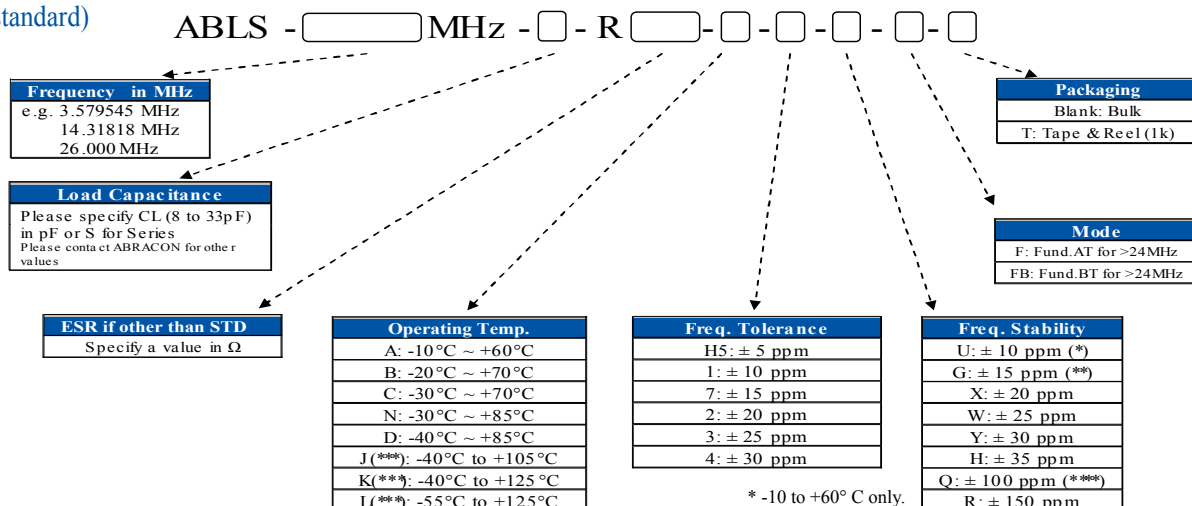 standard)
ABLS - MHz - - R - - - - -
Frequency in MHz
e.g. 3.579545 MHz
14.31818 MHz
26.000 MHz
Load Capacitance
Please specify CL (8 to 33pF)
in pF or S for Series
Please contact ABRACON for other
values
ESR if other than STD
Specify a value in Ω
Operating Temp.
A: -10°C ~ +60°C
B: -20°C ~ +70°C
C: -30°C ~ +70°C
N: -30°C ~ +85°C
D: -40°C ~ +85°C
J(***): -40°C to +105°C
K(***): -40°C to +125°C
L(***): -55°C to +125°C
Freq. Tolerance
H5: ± 5 ppm
1: ± 10 ppm
7: ± 15 ppm
2: ± 20 ppm
3: ± 25 ppm
4: ± 30 ppm
* -10 to +60° C only.
Freq. Stability
U: ± 10 ppm (*)
G: ± 15 ppm (**)
X: ± 20 ppm
W: ± 25 ppm
Y: ± 30 ppm
H: ± 35 ppm
Q: ± 100 ppm (****)
R: ± 150 ppm
Mode
F: Fund.AT for >24MHz
FB: Fund.BT for >24MHz
Packaging
Blank: Bulk
T: Tape & Reel (1k)